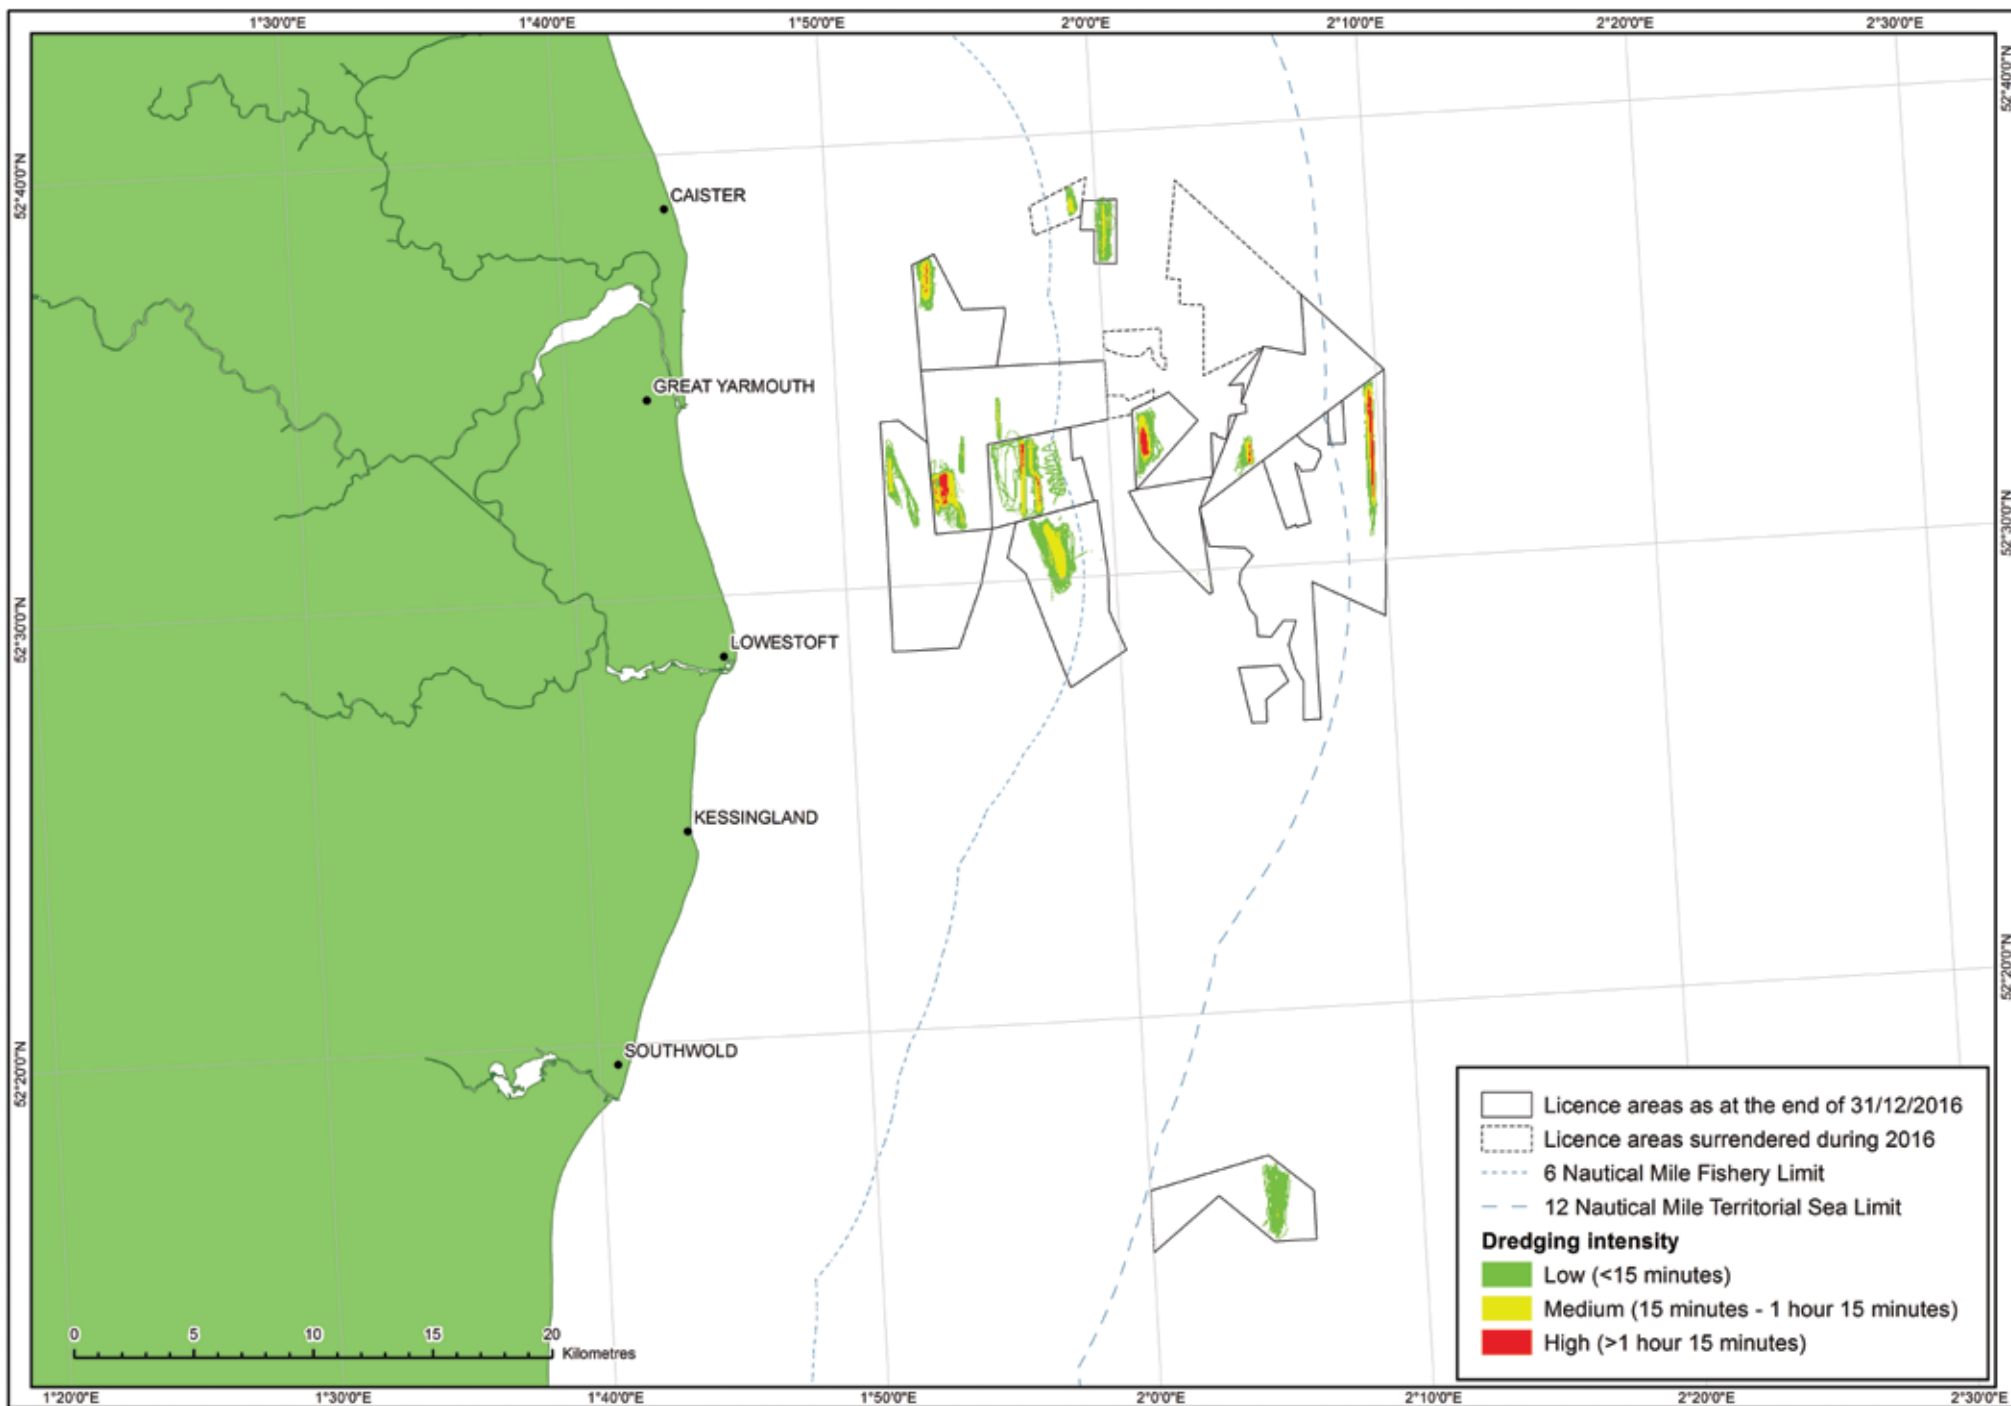 1°30'0"E 1°40'0"E 1°50'0"E 2°0'0"E 2°10'0"E 2°20'0"E 2°30'0"E
52°40'0"N
52°40'0"N
CAISTER
GREAT YARMOUTH
52°30'0"N
52°30'0"N
LOWESTOFT
KESSINGLAND
52°20'0"N
52°20'0"N
SOUTHWOLD
Licence areas as at the end of 31/12/2016
Licence areas surrendered during 2016
6 Nautical Mile Fishery Limit
12 Nautical Mile Territorial Sea Limit
Dredging intensity
Low (<15 minutes)
Medium (15 minutes - 1 hour 15 minutes)
High (>1 hour 15 minutes)
0 5 10 15 20
Kilometres
1°20'0"E 1°30'0"E 1°40'0"E 1°50'0"E 2°0'0"E 2°10'0"E 2°20'0"E 2°30'0"E